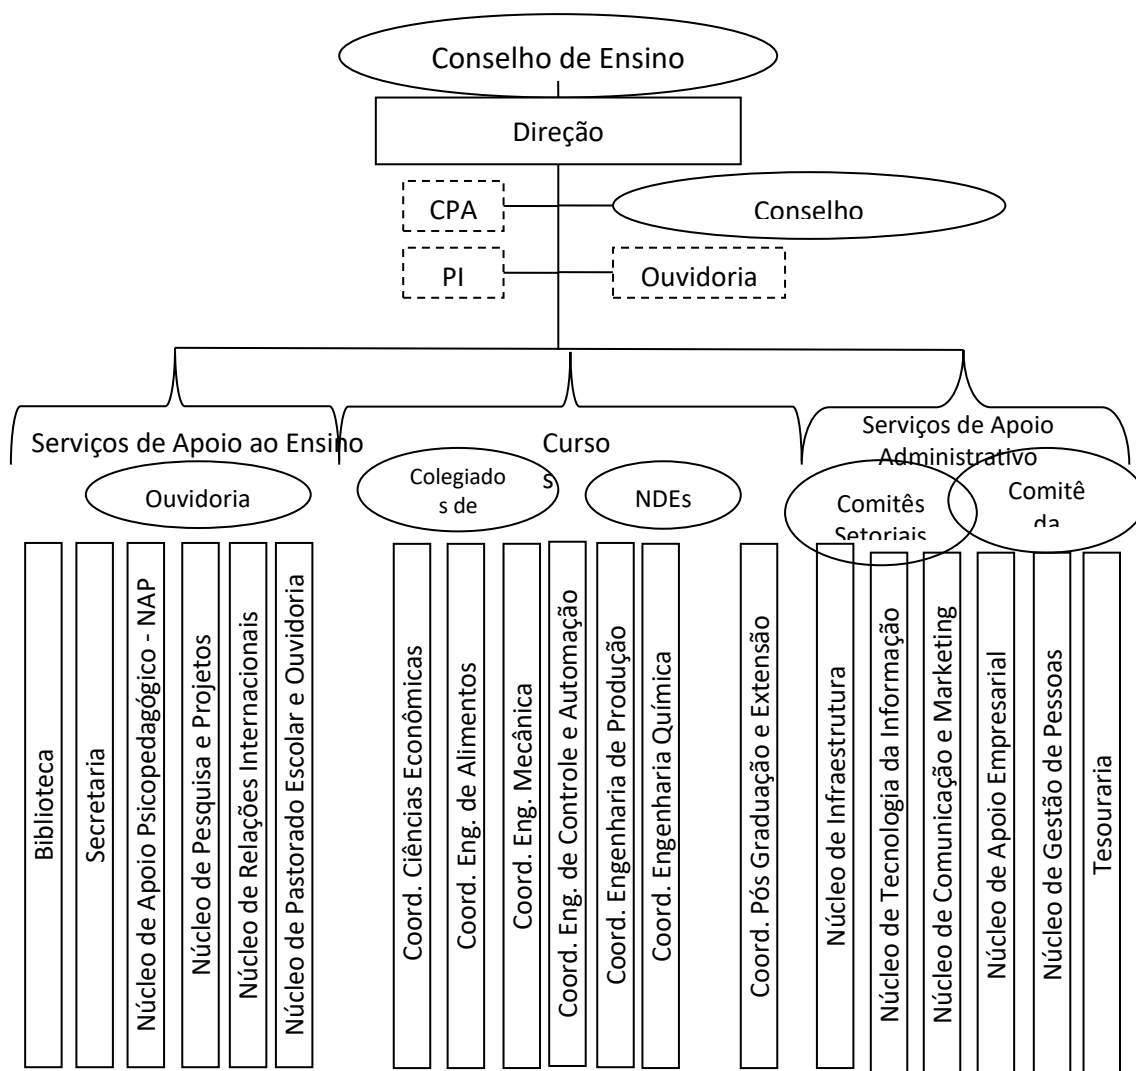 Conselho de Ensino
Direção
CPA
Conselho
PI
Ouvidoria
Serviços de Apoio ao Ensino
Curso
s
Serviços de Apoio
Administrativo
Ouvidoria
Colegiado
s de
NDEs
Comitês
Setoriais
Comitê
da
Biblioteca
Secretaria
Núcleo de Apoio Psicopedagógico - NAP
Núcleo de Pesquisa e Projetos
Núcleo de Relações Internacionais
Núcleo de Pastorado Escolar e Ouvidoria
Coord. Ciências Econômicas
Coord. Eng. de Alimentos
Coord. Eng. Mecânica
Coord. Eng. de Controle e Automação
Coord. Engenharia de Produção
Coord. Engenharia Química
Coord. Pós Graduação e Extensão
Núcleo de Infraestrutura
Núcleo de Tecnologia da Informação
Núcleo de Comunicação e Marketing
Núcleo de Apoio Empresarial
Núcleo de Gestão de Pessoas
Tesouraria